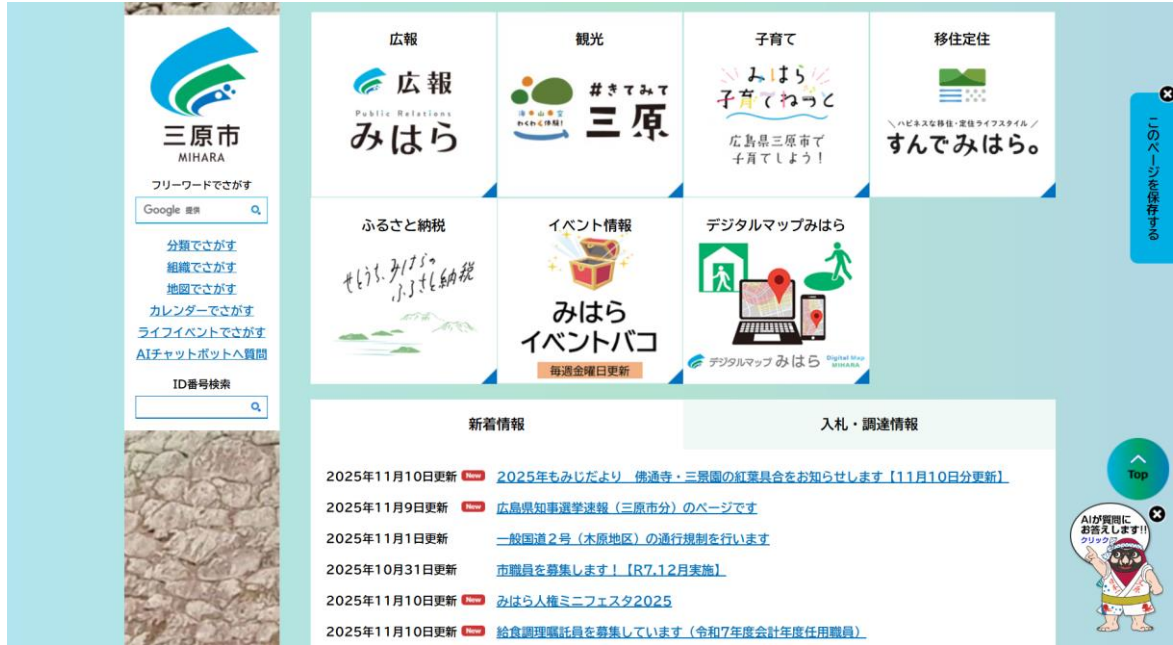 三原市
MIHARA
フリーワードでさがす
Google 提供
分類でさがす
組織でさがす
地図でさがす
カレンダーでさがす
ライフイベントでさがす
AIチャットボットへ質問
ID番号検索
広報
広報
Public Relations
みはら
観光
#きてみて
三原
海・山・空
わくわく体験!
子育て
みはら
子育てねっと
広島県三原市で
子育てしよう!
移住定住
＼ハピネスな移住・定住ライフスタイル／
すんでみはら。
ふるさと納税
せとうち、みはらの
ふるさと納税
イベント情報
みはら
イベントバコ
毎週金曜日更新
デジタルマップみはら
デジタルマップ みはら Digital Map MIHARA
新着情報
入札・調達情報
2025年11月10日更新 New 2025年もみじだより 佛通寺・三景園の紅葉具合をお知らせします【11月10日分更新】
2025年11月9日更新 New 広島県知事選挙速報（三原市分）のページです
2025年11月1日更新 一般国道2号（木原地区）の通行規制を行います
2025年10月31日更新 市職員を募集します！【R7.12月実施】
2025年11月10日更新 New みはら人権ミニフェスタ2025
2025年11月10日更新 New 給食調理嘱託員を募集しています（令和7年度会計年度任用職員）
このページを保存する
Top
AIが質問に
お答えします!!
クリック